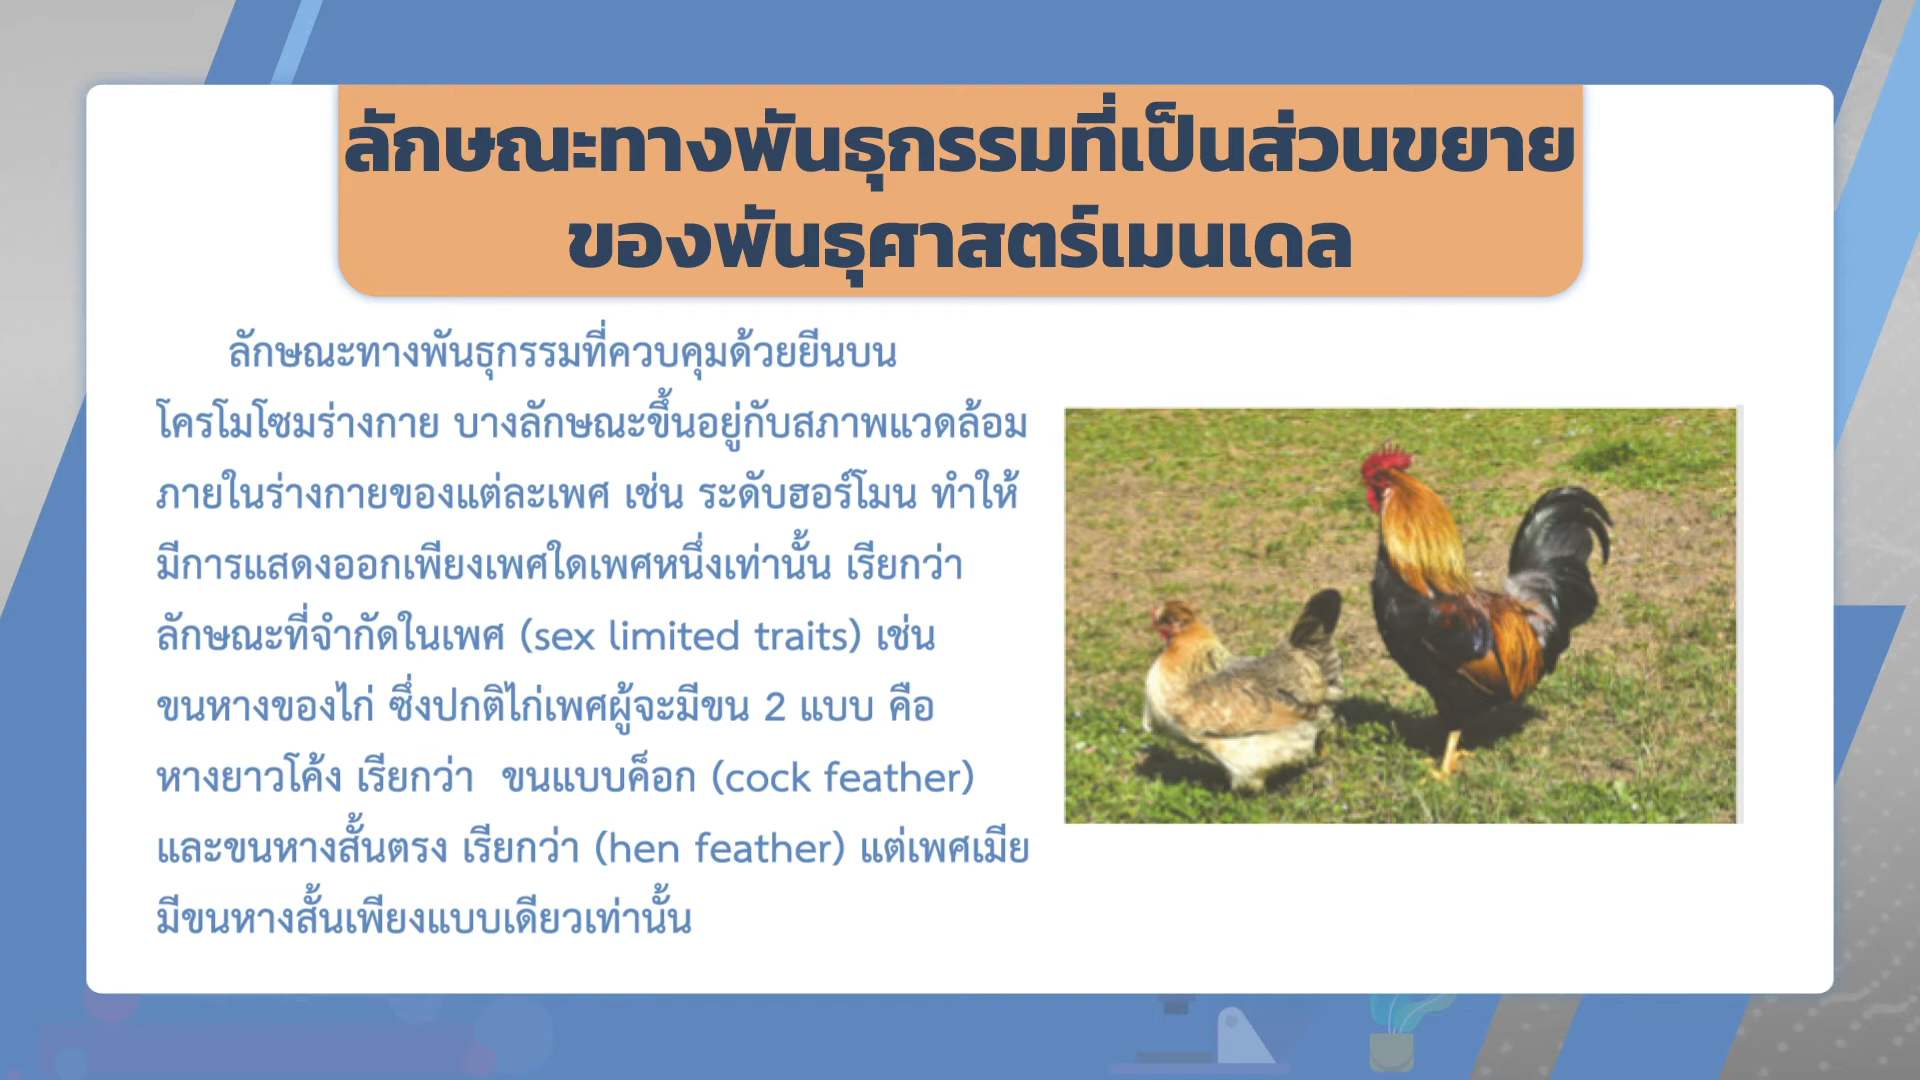 ลักษณะทางพันธุกรรมที่เป็นส่วนขยาย
ของพันธุศาสตร์เมนเดล
ลักษณะทางพันธุกรรมที่ควบคุมด้วยยีนบน
โครโมโซมร่างกาย บางลักษณะขึ้นอยู่กับสภาพแวดล้อม
ภายในร่างกายของแต่ละเพศ เช่น ระดับฮอร์โมน ทำให้
มีการแสดงออกเพียงเพศใดเพศหนึ่งเท่านั้น เรียกว่า
ลักษณะที่จำกัดในเพศ (sex limited traits) เช่น
ขนหางของไก่ ซึ่งปกติไก่เพศผู้จะมีขน 2 แบบ คือ
หางยาวโค้ง เรียกว่า ขนแบบค็อก (cock feather)
และขนหางสั้นตรง เรียกว่า (hen feather) แต่เพศเมีย
มีขนหางสั้นเพียงแบบเดียวเท่านั้น